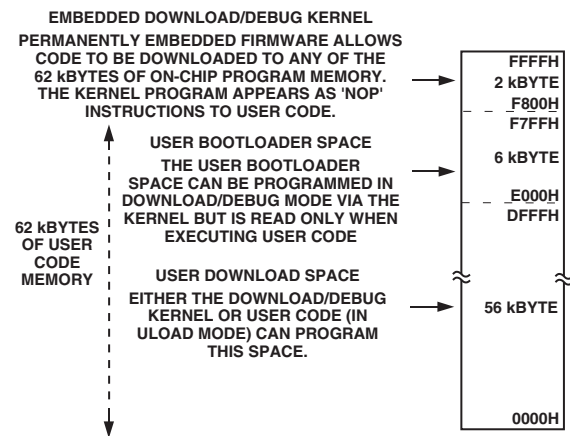 EMBEDDED DOWNLOAD/DEBUG KERNEL
PERMANENTLY EMBEDDED FIRMWARE ALLOWS
CODE TO BE DOWNLOADED TO ANY OF THE
62 kBYTES OF ON-CHIP PROGRAM MEMORY.
THE KERNEL PROGRAM APPEARS AS 'NOP'
INSTRUCTIONS TO USER CODE.
FFFFH
2 kBYTE
F800H
F7FFH
USER BOOTLOADER SPACE
THE USER BOOTLOADER
SPACE CAN BE PROGRAMMED IN
DOWNLOAD/DEBUG MODE VIA THE
KERNEL BUT IS READ ONLY WHEN
EXECUTING USER CODE
6 kBYTE
E000H
DFFFH
62 kBYTES
OF USER
CODE
MEMORY
USER DOWNLOAD SPACE
EITHER THE DOWNLOAD/DEBUG
KERNEL OR USER CODE (IN
ULOAD MODE) CAN PROGRAM
THIS SPACE.
56 kBYTE
0000H